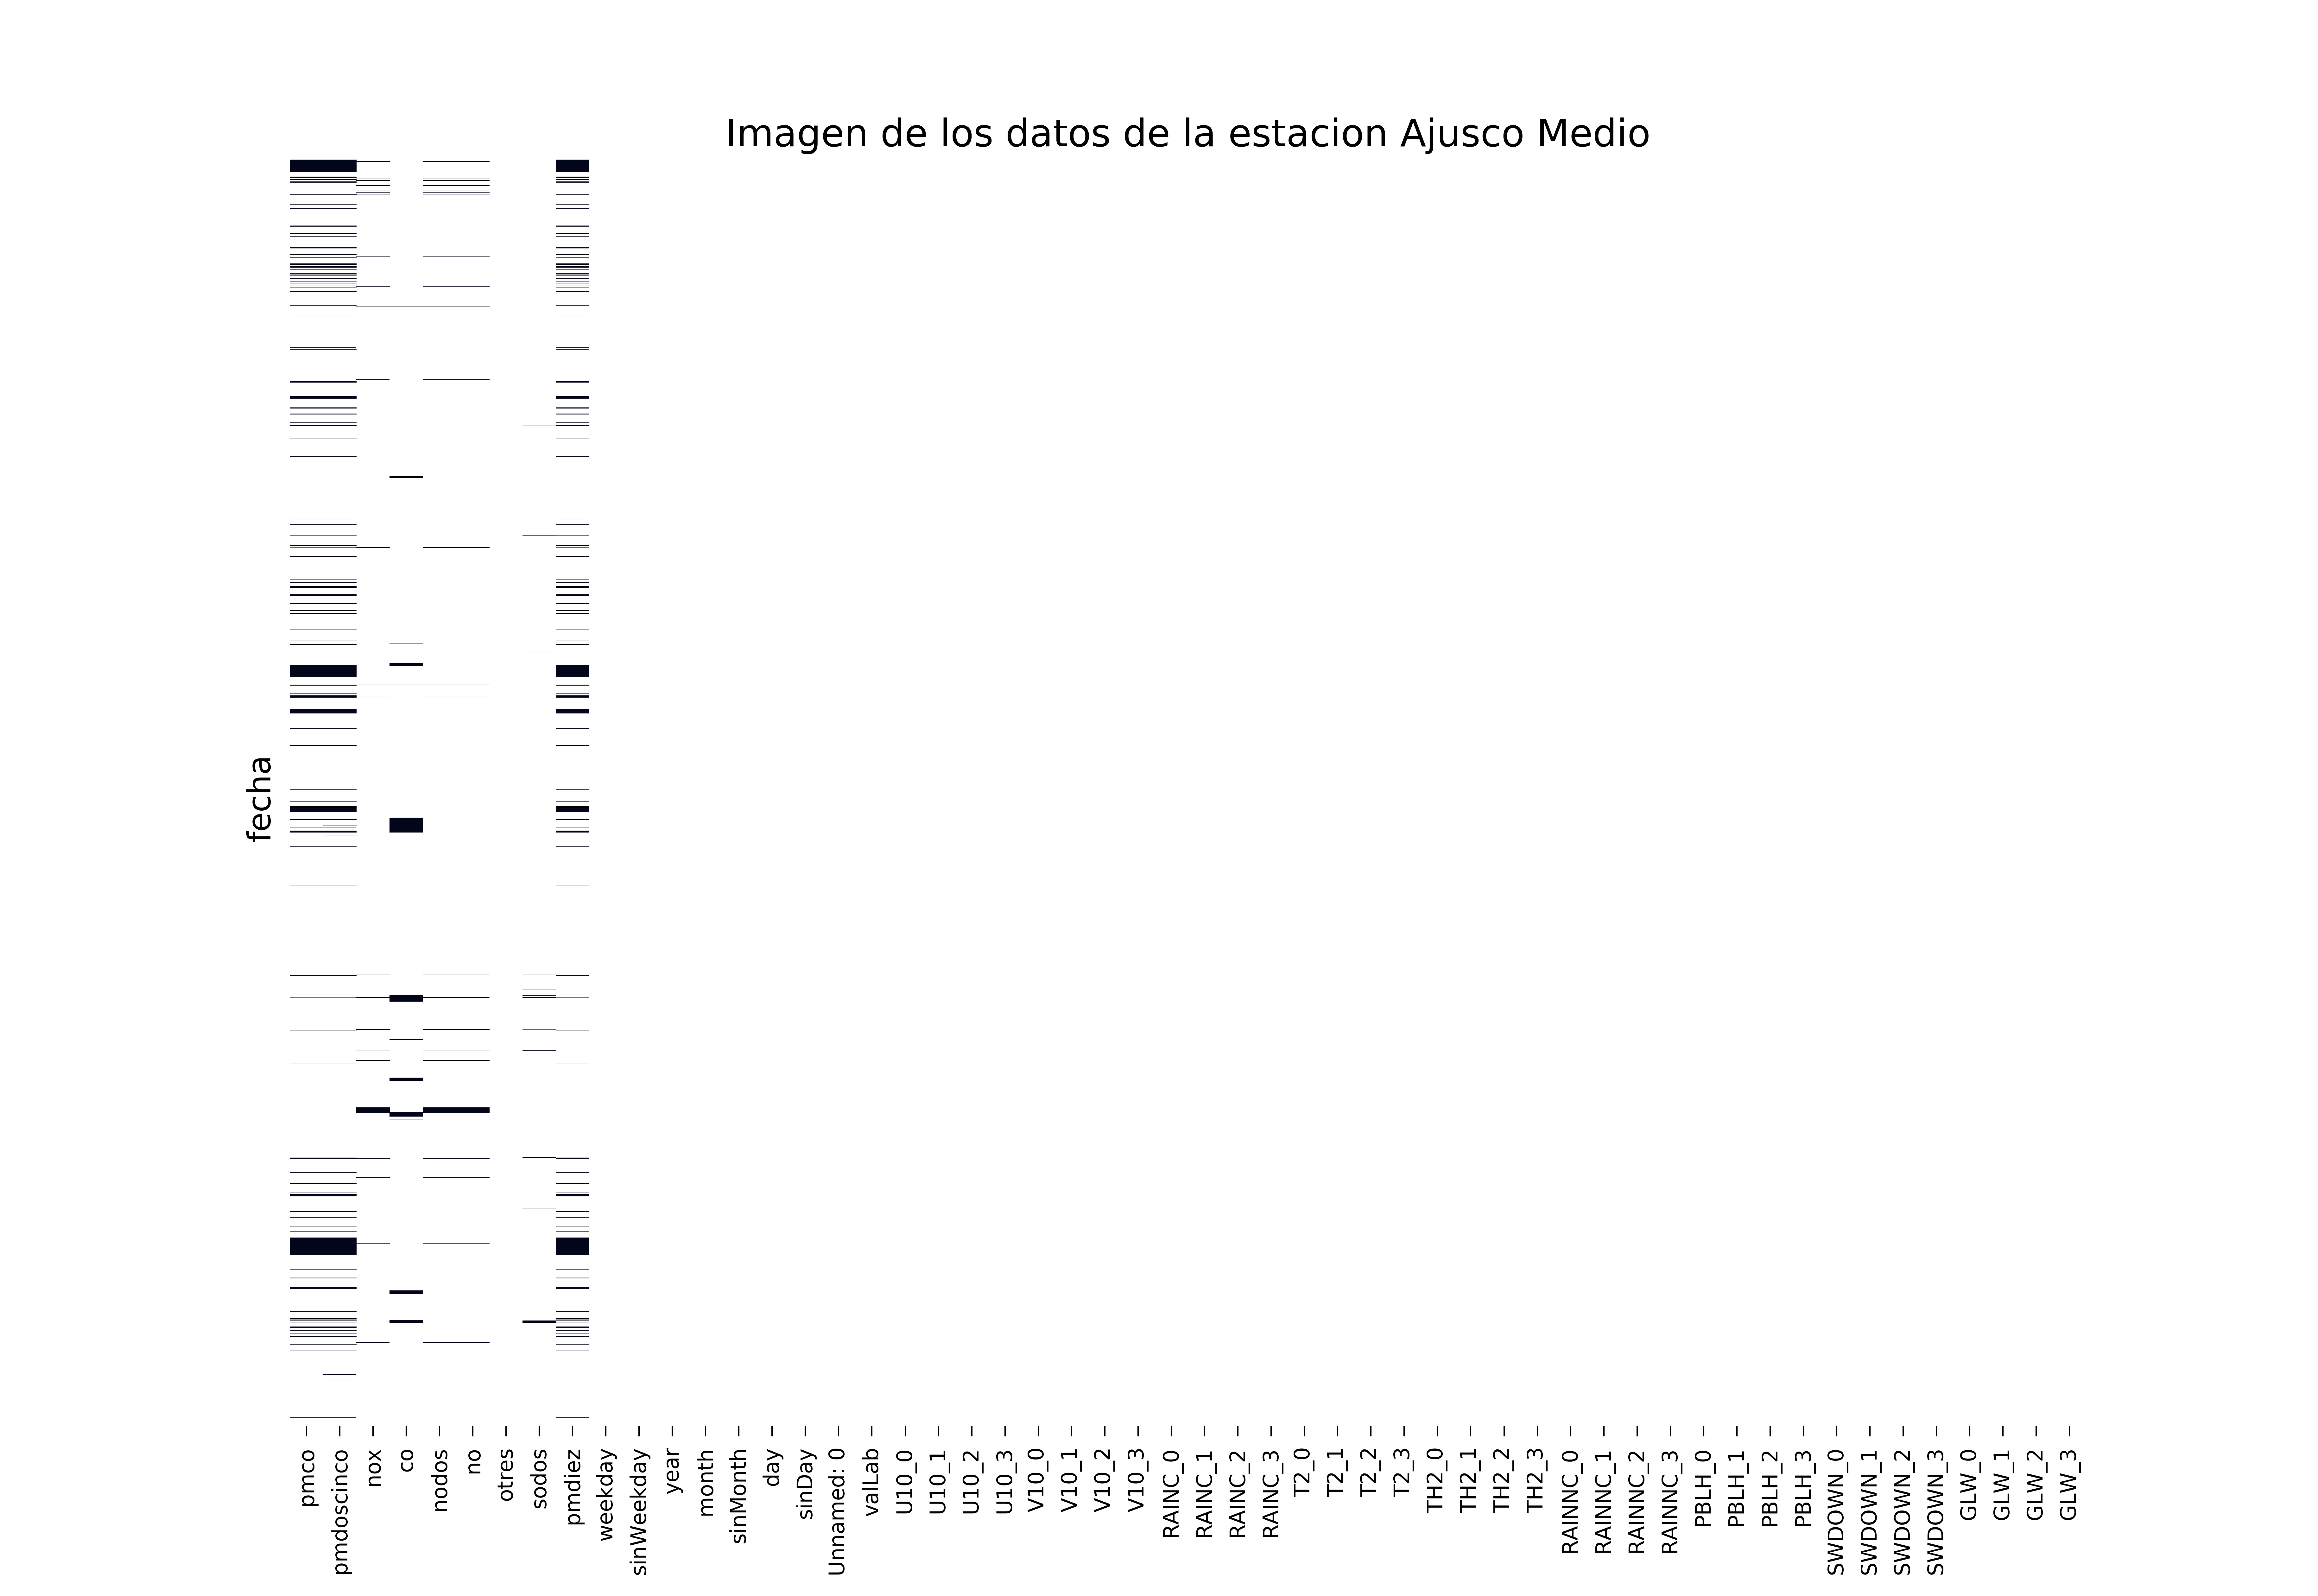 Imagen de los datos de la estacion Ajusco Medio
fecha
pmco
pmdoscinco
nox
co
nodos
no
otres
sodos
pmdiez
weekday
sinWeekday
year
month
sinMonth
day
sinDay
Unnamed: 0
valLab
U10_0
U10_1
U10_2
U10_3
V10_0
V10_1
V10_2
V10_3
RAINC_0
RAINC_1
RAINC_2
RAINC_3
T2_0
T2_1
T2_2
T2_3
TH2_0
TH2_1
TH2_2
TH2_3
RAINNC_0
RAINNC_1
RAINNC_2
RAINNC_3
PBLH_0
PBLH_1
PBLH_2
PBLH_3
SWDOWN_0
SWDOWN_1
SWDOWN_2
SWDOWN_3
GLW_0
GLW_1
GLW_2
GLW_3